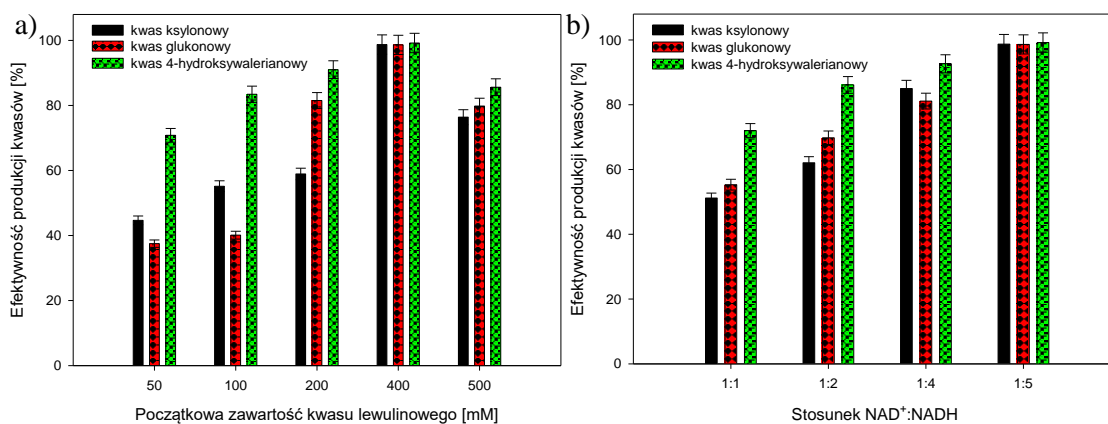 a)
kwas ksylonowy
kwas glukonowy
kwas 4-hydroksywalerianowy
Efektywność produkcji kwasów [%]
100
80
60
40
20
0
50 100 200 400 500
Początkowa zawartość kwasu lewulinowego [mM]
b)
kwas ksylonowy
kwas glukonowy
kwas 4-hydroksywalerianowy
Efektywność produkcji kwasów [%]
100
80
60
40
20
0
1:1 1:2 1:4 1:5
Stosunek NAD⁺:NADH